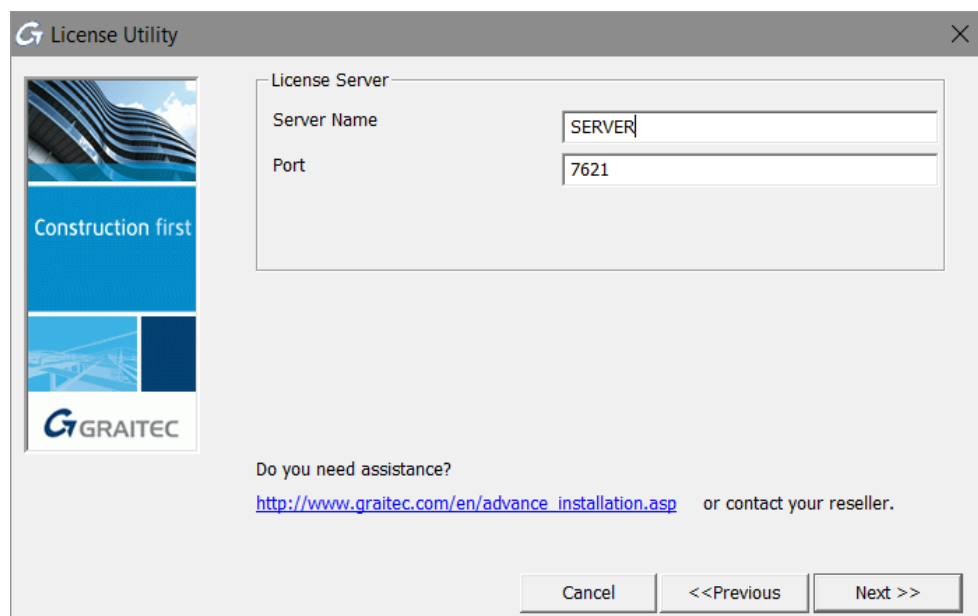 License Utility
License Server
Server Name
SERVER
Port
7621
Construction first
GRAITEC
Do you need assistance?
http://www.graitec.com/en/advance_installation.asp or contact your reseller.
Cancel <<Previous Next >>